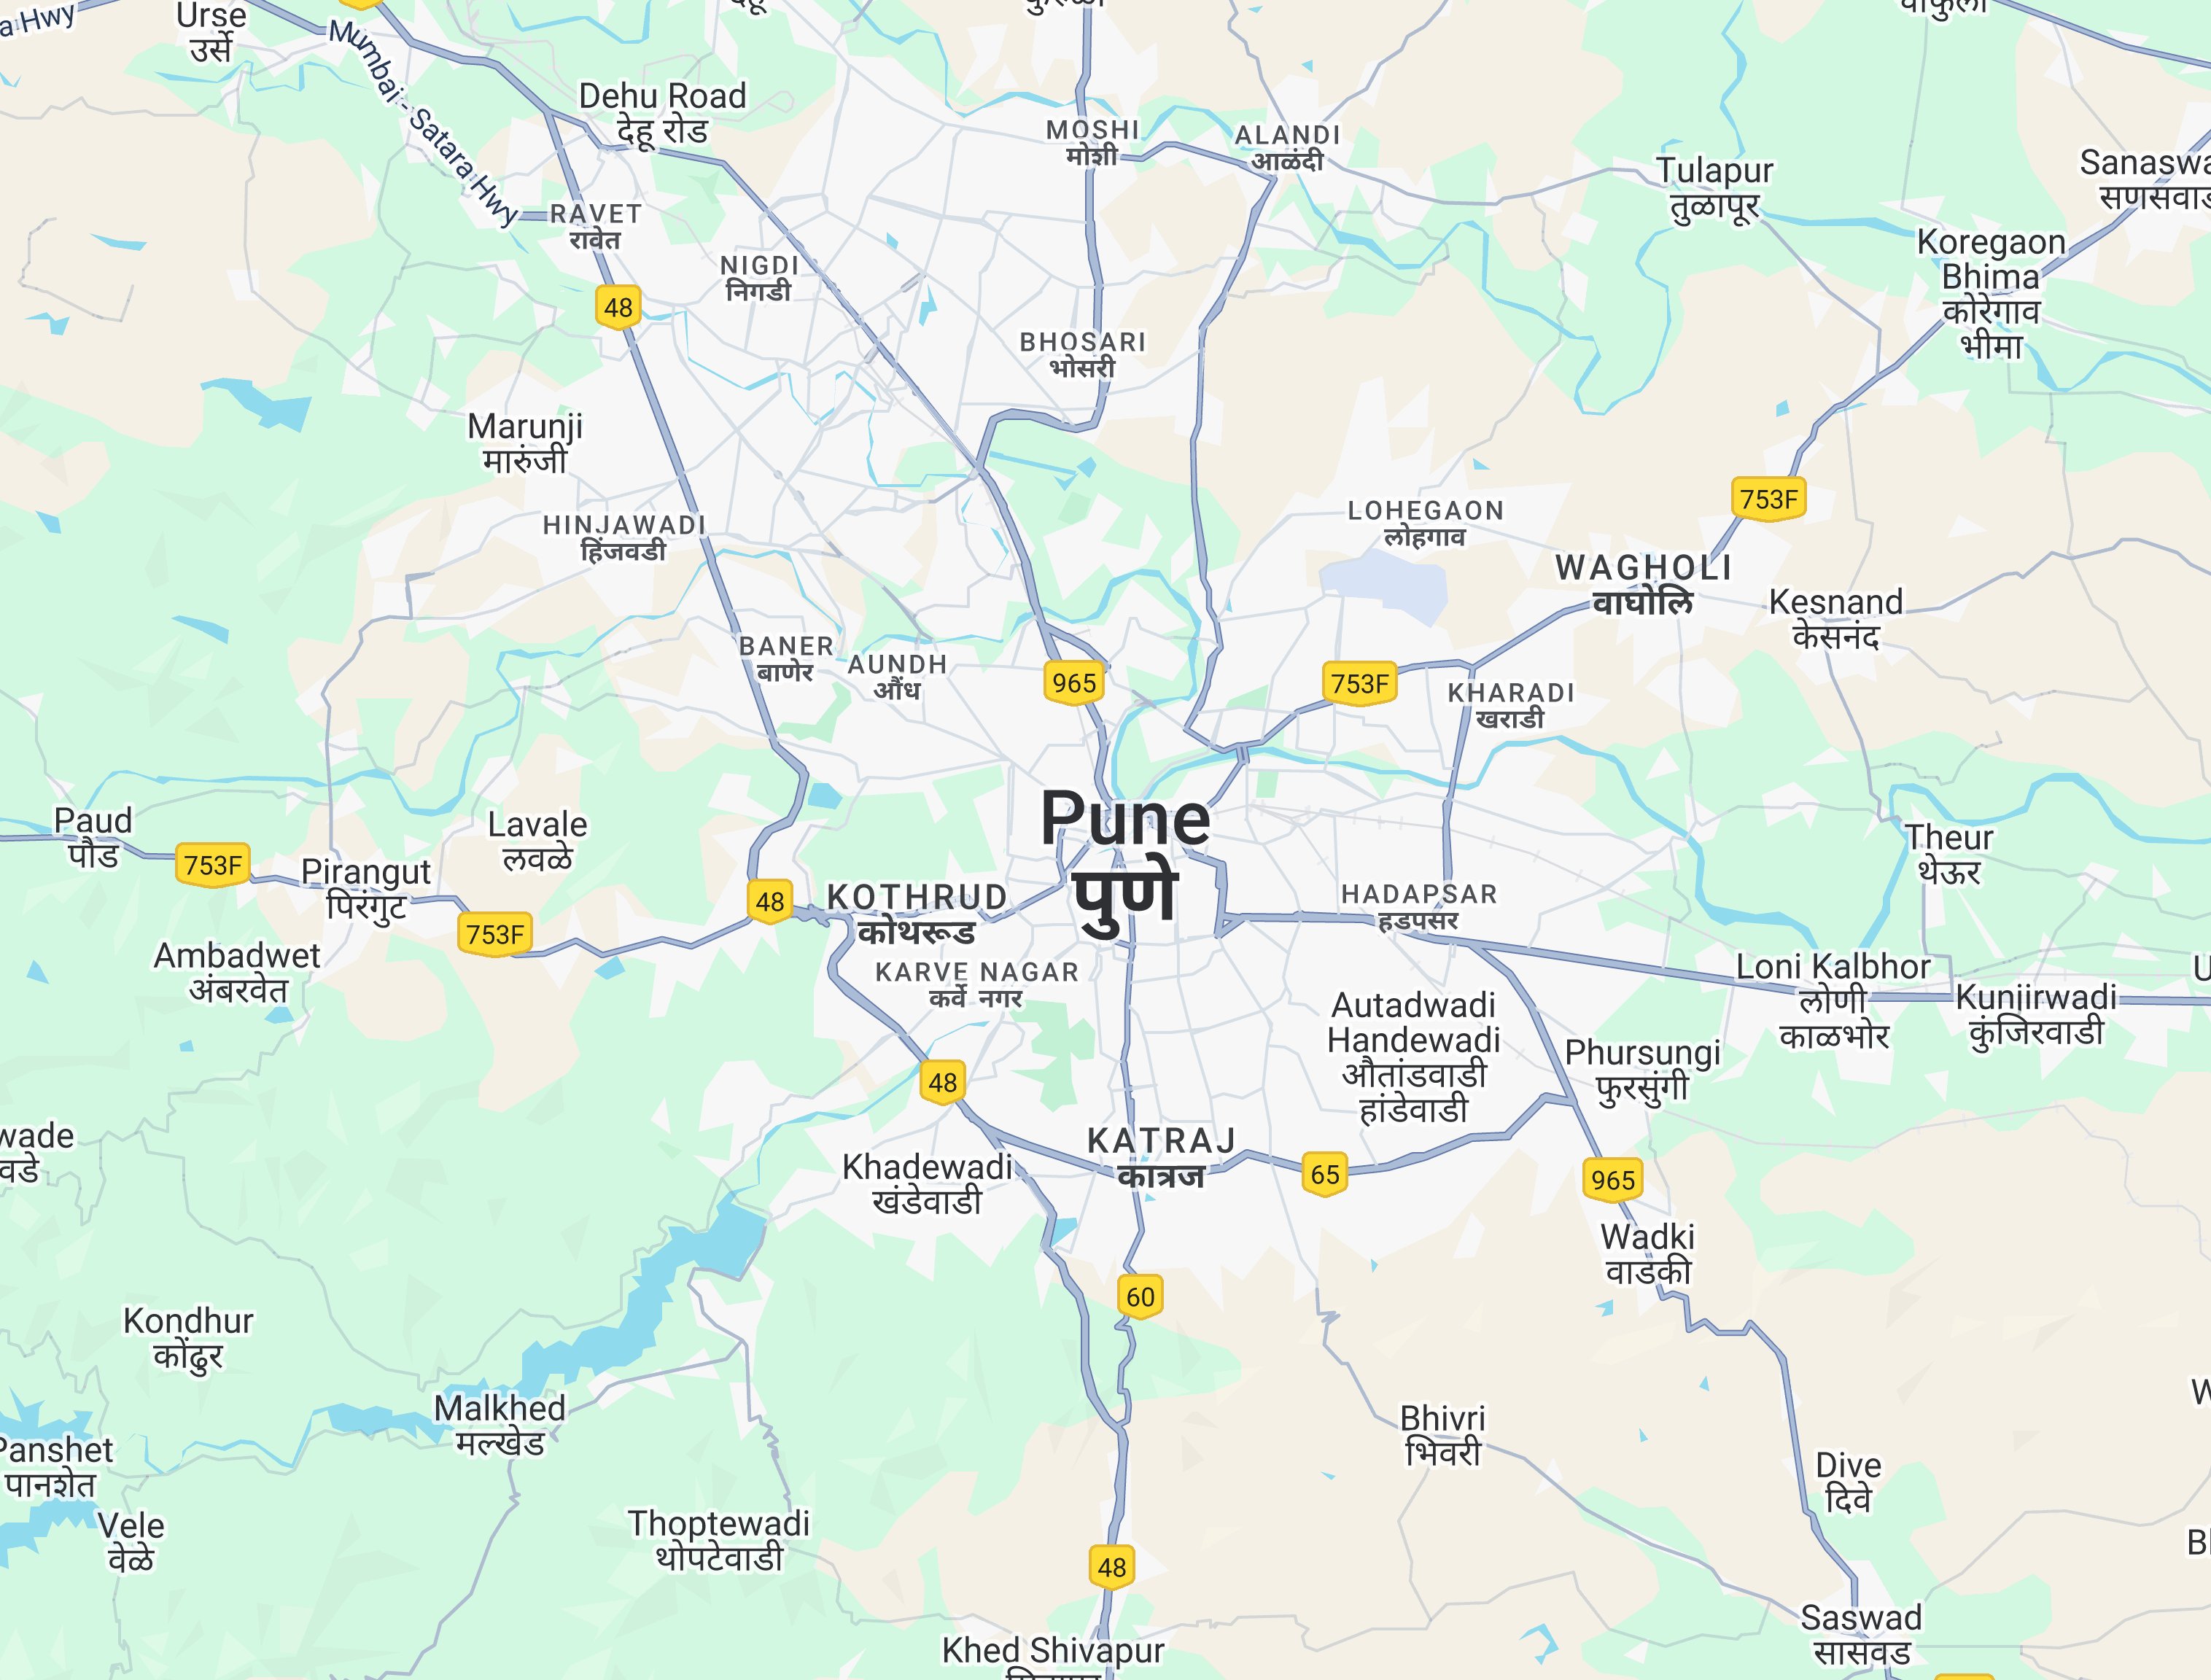 a Hwy
Urse
उर्से
Mumbai - Satara Hwy
Dehu Road
देहू रोड
MOSHI
मोशी
ALANDI
आळंदी
Tulapur
तुळापूर
RAVET
रावेत
NIGDI
निगडी
Koregaon
Bhima
कोरेगाव
भीमा
48
BHOSARI
भोसरी
Marunji
मारुंजी
753F
HINJAWADI
हिंजवडी
LOHEGAON
लोहगाव
WAGHOLI
वाघोलि
Kesnand
केसनंद
BANER
बाणेर
AUNDH
औंध
965
753F
KHARADI
खराडी
Paud
पौड
Lavale
लवळे
Pune
पुणे
Theur
थेऊर
753F
Pirangut
पिरंगुट
48
KOTHRUD
कोथरूड
HADAPSAR
हडपसर
753F
Ambadwet
अंबरवेत
KARVE NAGAR
कर्वे नगर
Loni Kalbhor
लोणी
काळभोर
Kunjirwadi
कुंजिरवाडी
Autadwadi
Handewadi
औतांडवाडी
हांडेवाडी
Phursungi
फुरसुंगी
48
KATRAJ
कात्रज
Khadewadi
खंडेवाडी
65
965
wade
वडे
Wadki
वाडकी
60
Kondhur
कोंढुर
Malkhed
मल्खेड
Bhivri
भिवरी
Panshet
पानशेत
Dive
दिवे
Vele
वेळे
Thoptewadi
थोपटेवाडी
48
Saswad
सासवड
Khed Shivapur